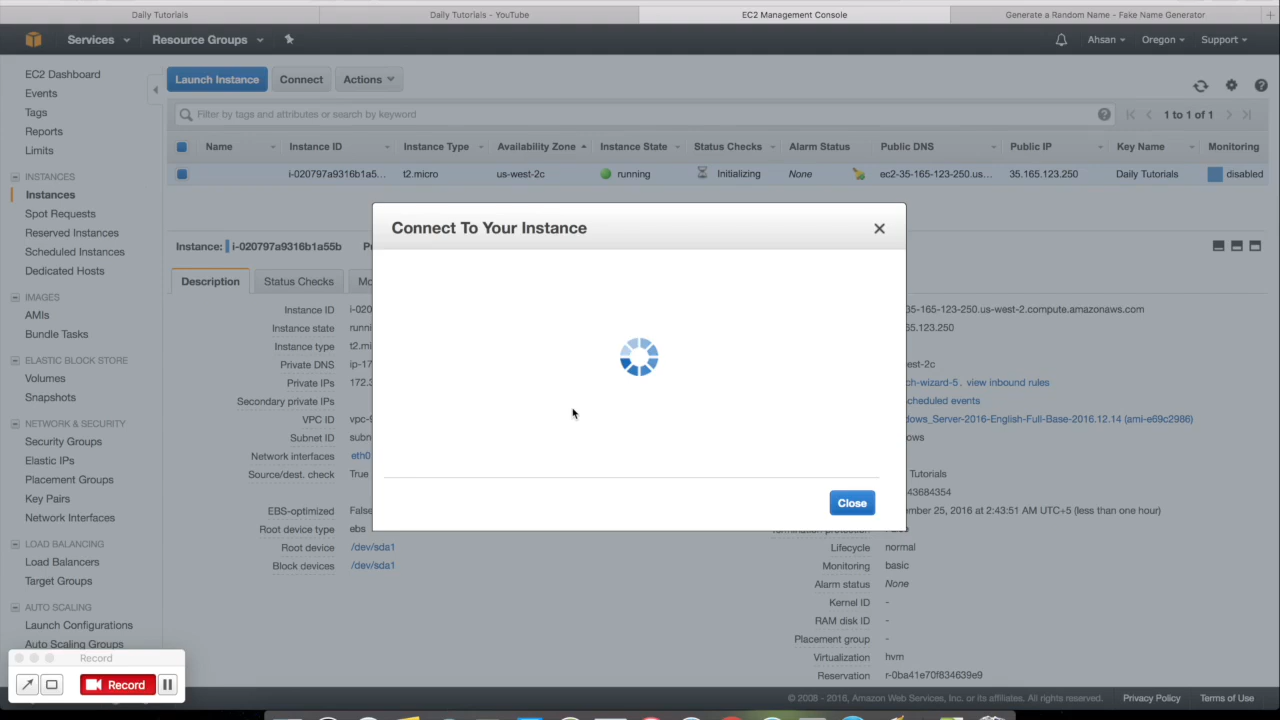 Daily Tutorials
Daily Tutorials - YouTube
EC2 Management Console
Generate a Random Name - Fake Name Generator
Services
Resource Groups
Ahsan
Oregon
Support
EC2 Dashboard
Events
Tags
Reports
Limits
INSTANCES
Instances
Spot Requests
Reserved Instances
Scheduled Instances
Dedicated Hosts
IMAGES
AMIs
Bundle Tasks
ELASTIC BLOCK STORE
Volumes
Snapshots
NETWORK & SECURITY
Security Groups
Elastic IPs
Placement Groups
Key Pairs
Network Interfaces
LOAD BALANCING
Load Balancers
Target Groups
AUTO SCALING
Launch Configurations
Auto Scaling Groups
Launch Instance
Connect
Actions
Filter by tags and attributes or search by keyword
1 to 1 of 1
Name Instance ID Instance Type Availability Zone Instance State Status Checks Alarm Status Public DNS Public IP Key Name Monitoring
i-020797a9316b1a5... t2.micro us-west-2c running Initializing None ec2-35-165-123-250.us... 35.165.123.250 Daily Tutorials disabled
Instance: i-020797a9316b1a55b
Description
Status Checks
Mo
Instance ID i-020
Instance state runni
Instance type t2.mi
Private DNS ip-17
Private IPs 172.3
Secondary private IPs
VPC ID vpc-9
Subnet ID subn
Network interfaces eth0
Source/dest. check True
EBS-optimized False
Root device type ebs
Root device /dev/sda1
Block devices /dev/sda1
Connect To Your Instance
Close
35-165-123-250.us-west-2.compute.amazonaws.com
65.123.250
st-2c
ch-wizard-5. view inbound rules
cheduled events
dows_Server-2016-English-Full-Base-2016.12.14 (ami-e69c2986)
ows
Tutorials
43684354
mber 25, 2016 at 2:43:51 AM UTC+5 (less than one hour)
Lifecycle normal
Monitoring basic
Alarm status None
Kernel ID -
RAM disk ID -
Placement group -
Virtualization hvm
Reservation r-0ba41e70f834639e9
Record
Record
© 2008 - 2016, Amazon Web Services, Inc. or its affiliates. All rights reserved.
Privacy Policy
Terms of Use